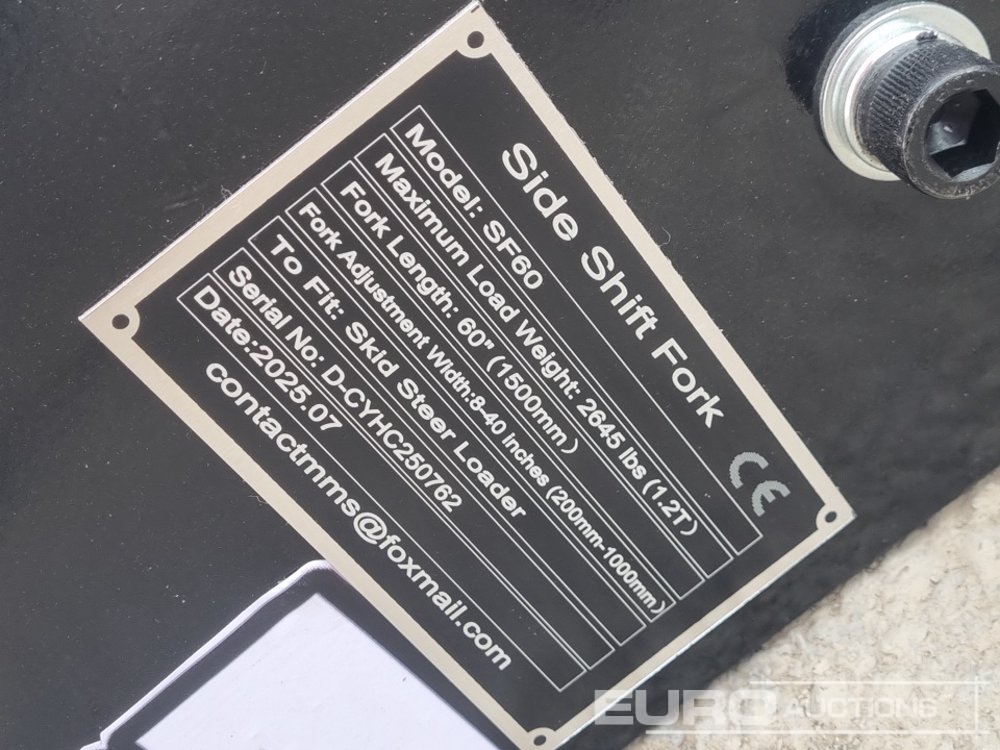 Side Shift Fork
CE
Model: SF60
Maximum Load Weight: 2645 lbs (1.2T)
Fork Length: 60" (1500mm)
Fork Adjustment Width:8-40 inches (200mm-1000mm)
To Fit: Skid Steer Loader
Serial No: D-CYHC250762
Date:2025.07
contactmms@foxmail.com
EURO AUCTIONS